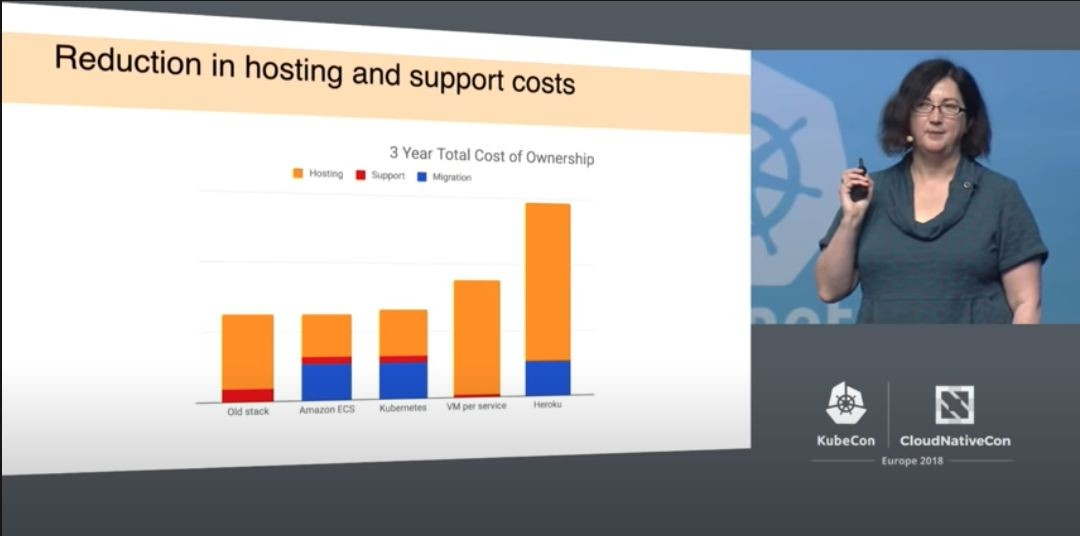 Reduction in hosting and support costs
3 Year Total Cost of Ownership
Hosting Support Migration
Old stack Amazon ECS Kubernetes VM per service Heroku
KubeCon CloudNativeCon
Europe 2018